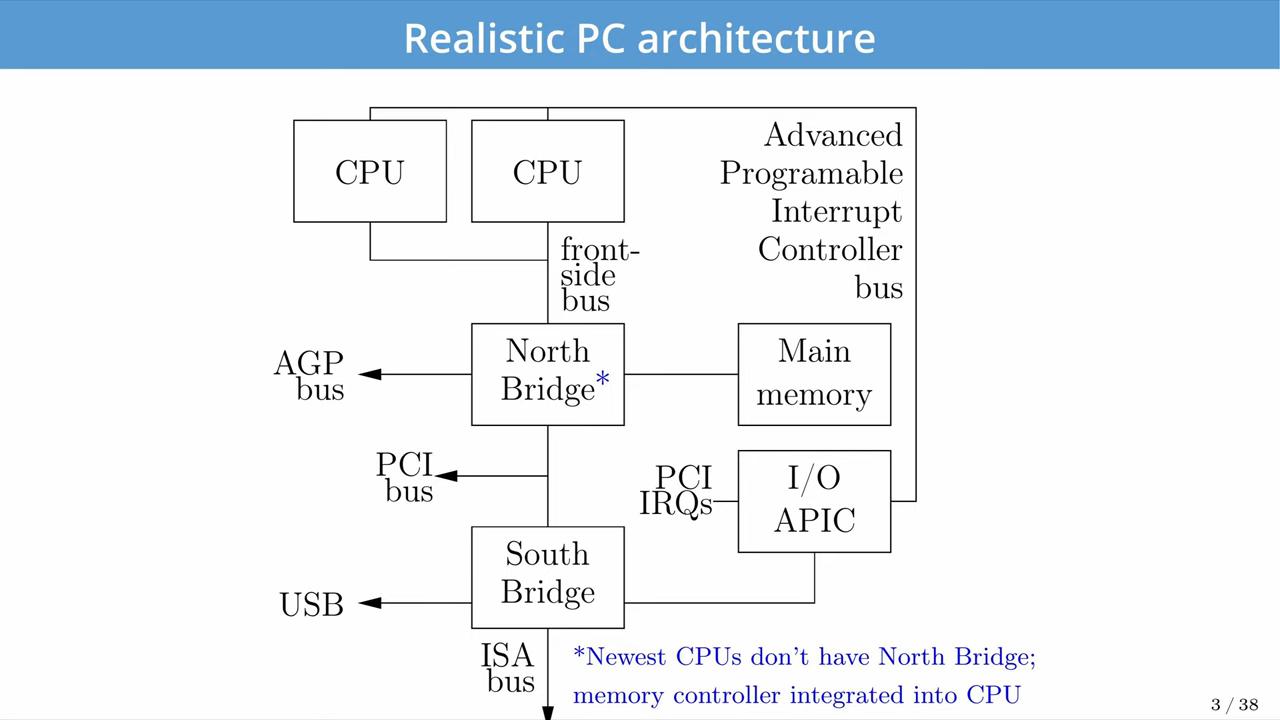 Realistic PC architecture
CPU
CPU
Advanced
Programable
Interrupt
Controller
bus
front-
side
bus
North
Bridge*
Main
memory
AGP
bus
PCI
bus
PCI
IRQs
I/O
APIC
South
Bridge
USB
ISA
bus
*Newest CPUs don't have North Bridge;
memory controller integrated into CPU
3 / 38